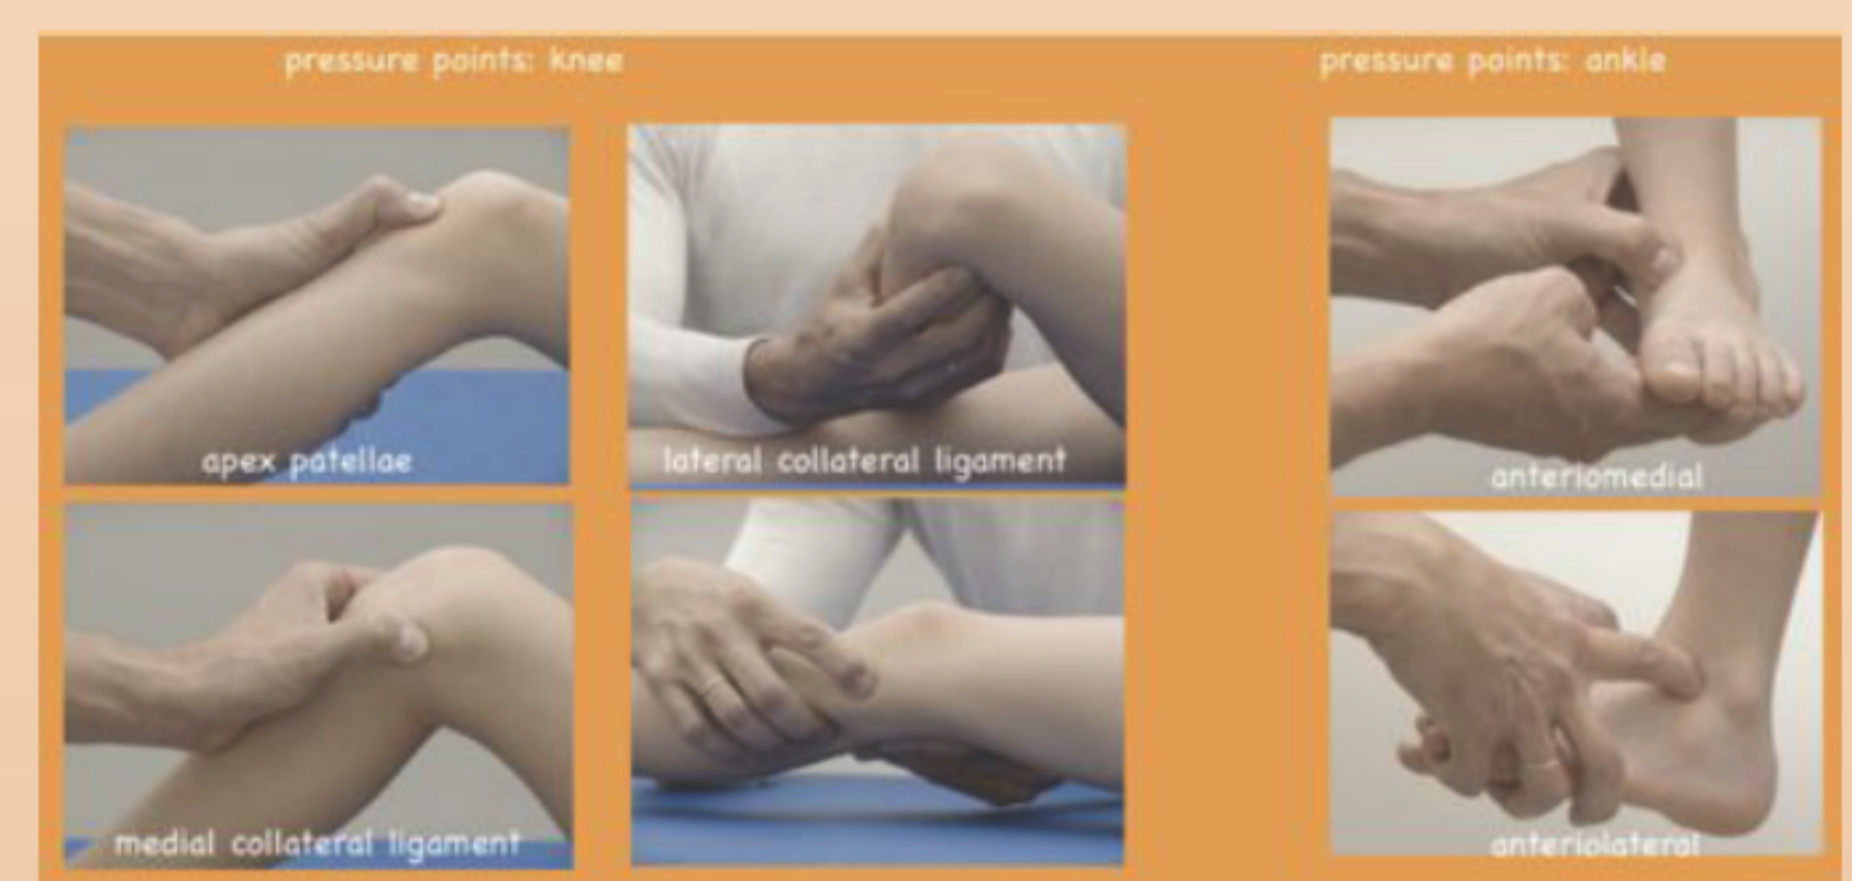 pressure points: knee
pressure points: ankle
apex patellae
lateral collateral ligament
anteriomedial
medial collateral ligament
anteriolateral